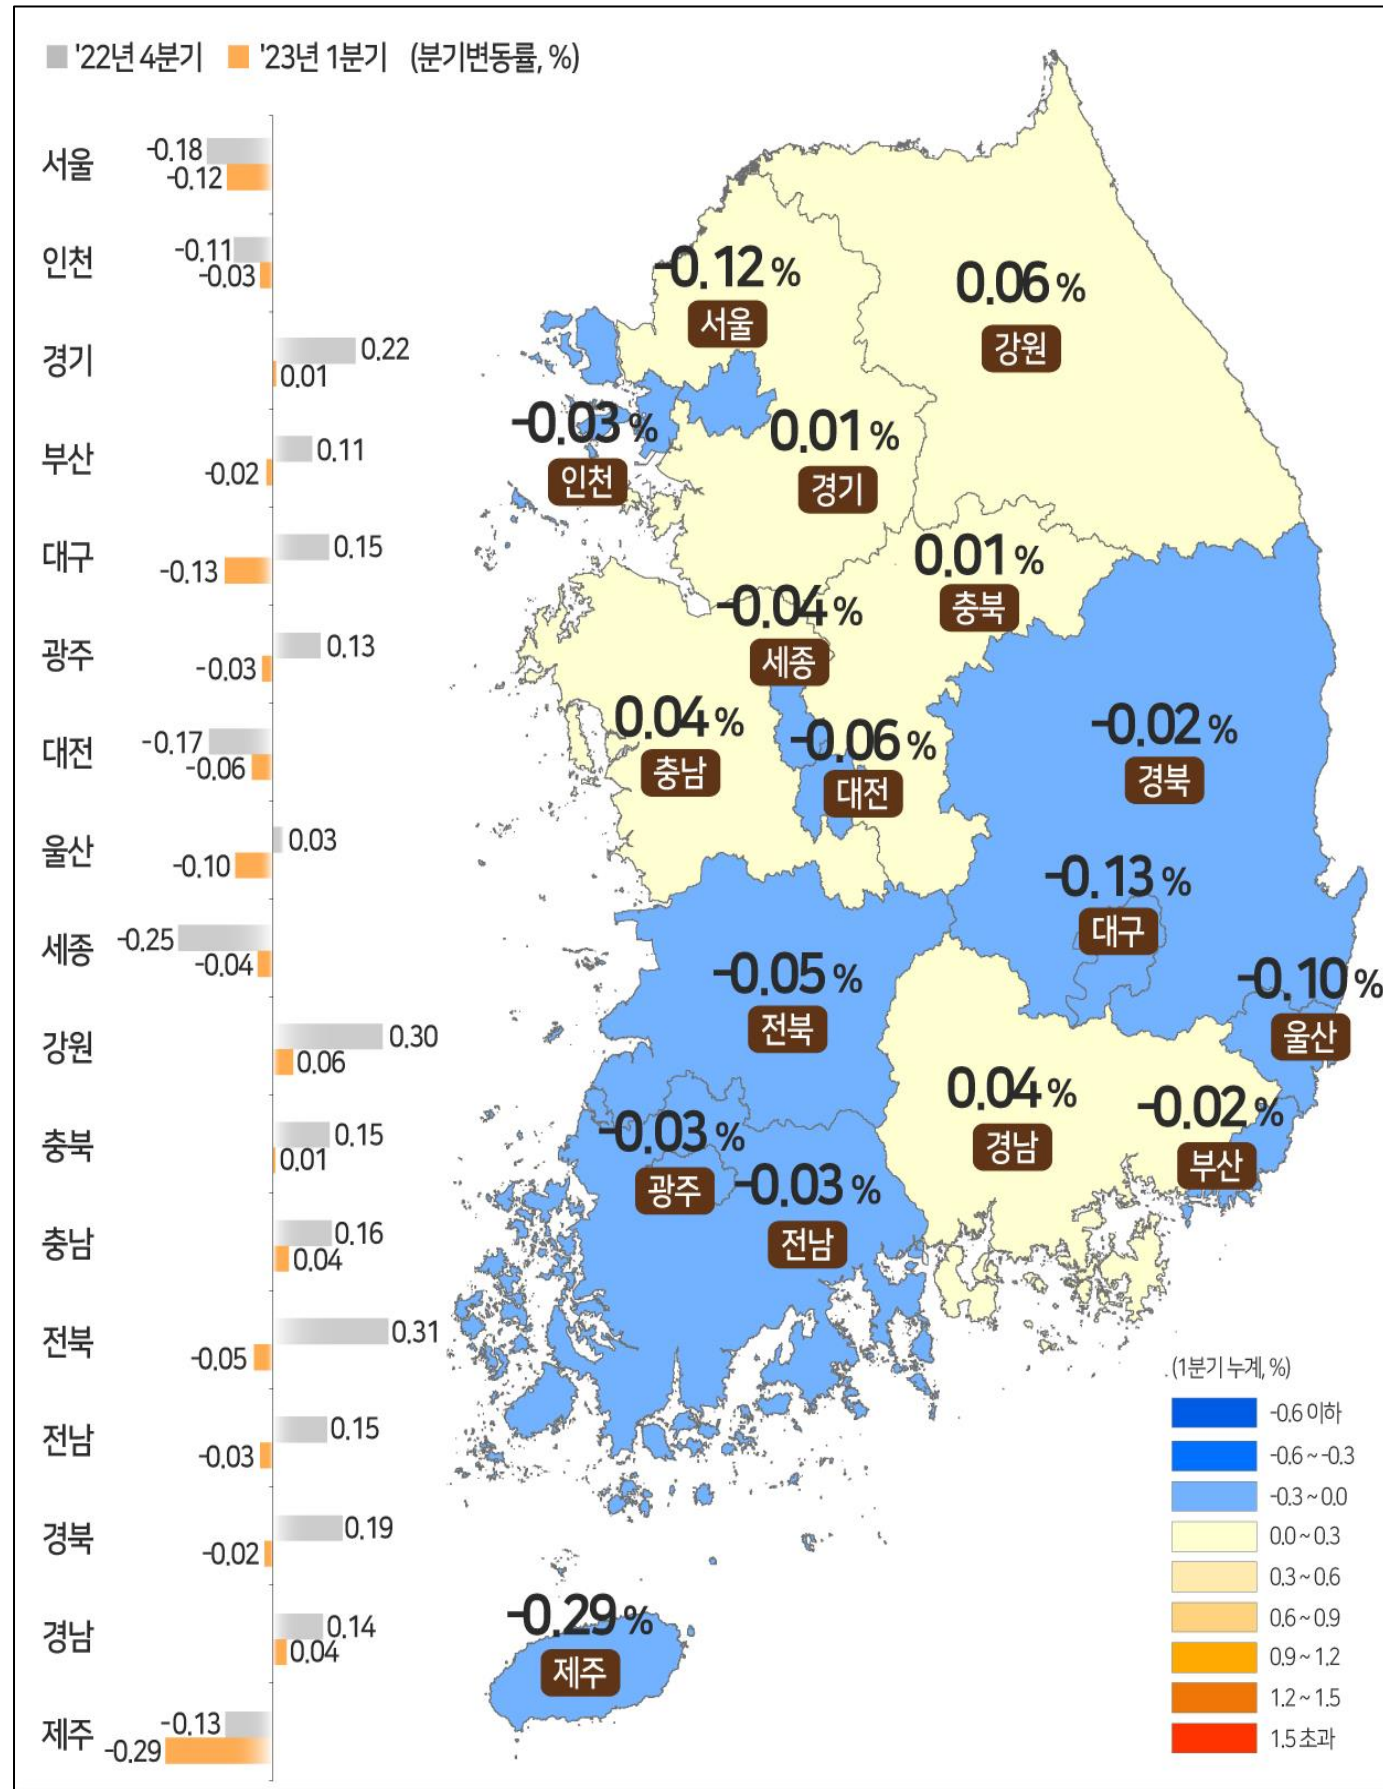 '22년 4분기 '23년 1분기 (분기변동률, %)
서울 -0.18 -0.12
인천 -0.11 -0.03
경기 0.22 0.01
부산 0.11 -0.02
대구 0.15 -0.13
광주 0.13 -0.03
대전 -0.17 -0.06
울산 0.03 -0.10
세종 -0.25 -0.04
강원 0.30 0.06
충북 0.15 0.01
충남 0.16 0.04
전북 0.31 -0.05
전남 0.15 -0.03
경북 0.19 -0.02
경남 0.14 0.04
제주 -0.13 -0.29
-0.12 %
서울
0.06 %
강원
-0.03 %
인천
0.01 %
경기
0.01 %
충북
-0.04 %
세종
0.04 %
충남
-0.06 %
대전
-0.02 %
경북
-0.13 %
대구
-0.10 %
울산
-0.05 %
전북
0.04 %
경남
-0.02 %
부산
-0.03 %
광주
-0.03 %
전남
-0.29 %
제주
(1분기 누계, %)
-0.6 이하
-0.6 ~ -0.3
-0.3 ~ 0.0
0.0 ~ 0.3
0.3 ~ 0.6
0.6 ~ 0.9
0.9 ~ 1.2
1.2 ~ 1.5
1.5 초과